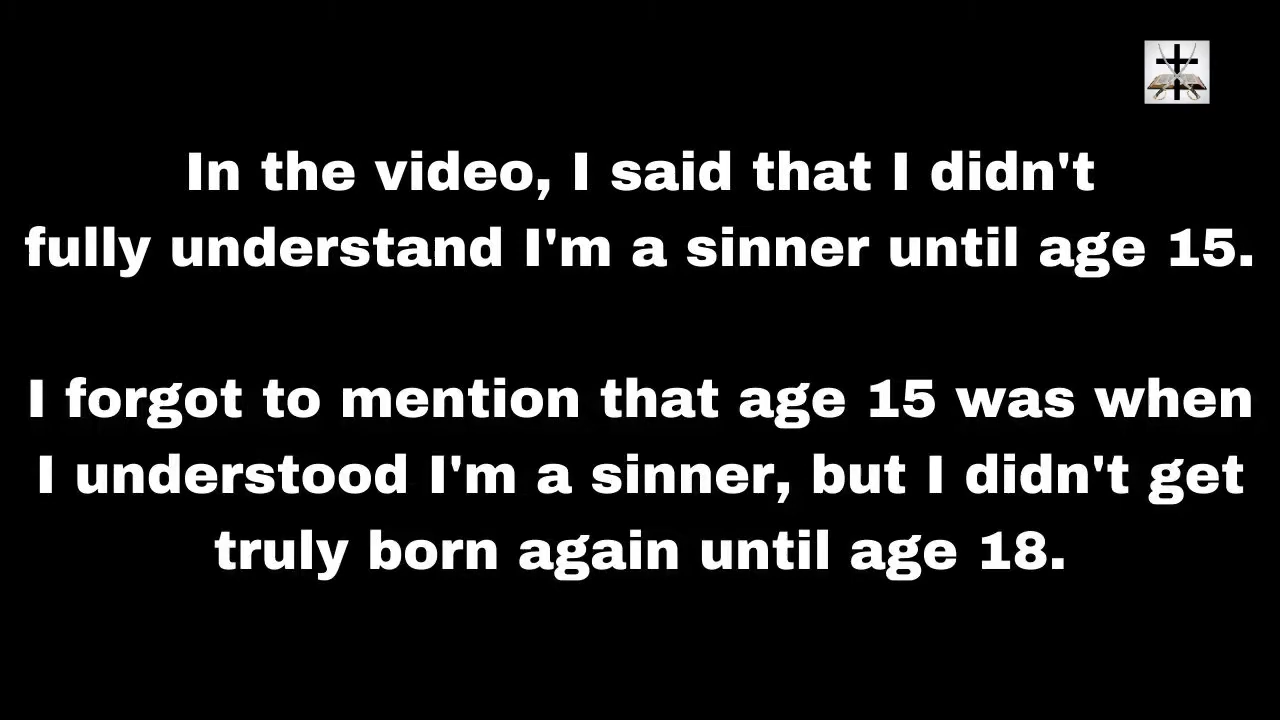 In the video, I said that I didn't
fully understand I'm a sinner until age 15.
I forgot to mention that age 15 was when
I understood I'm a sinner, but I didn't get
truly born again until age 18.